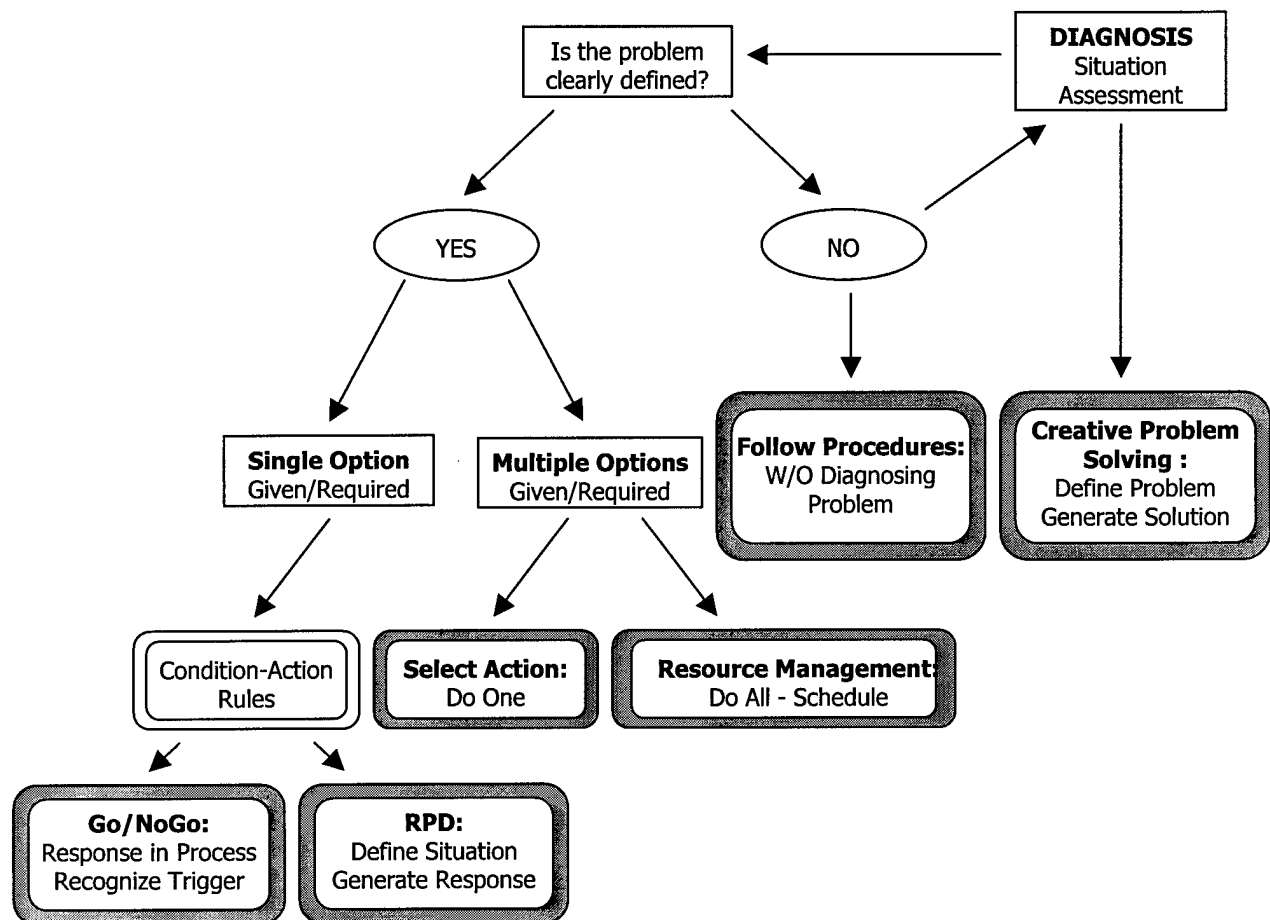 Is the problem
clearly defined?
DIAGNOSIS
Situation
Assessment
YES
NO
Single Option
Given/Required
Multiple Options
Given/Required
Follow Procedures:
W/O Diagnosing
Problem
Creative Problem
Solving :
Define Problem
Generate Solution
Condition-Action
Rules
Select Action:
Do One
Resource Management:
Do All - Schedule
Go/NoGo:
Response in Process
Recognize Trigger
RPD:
Define Situation
Generate Response